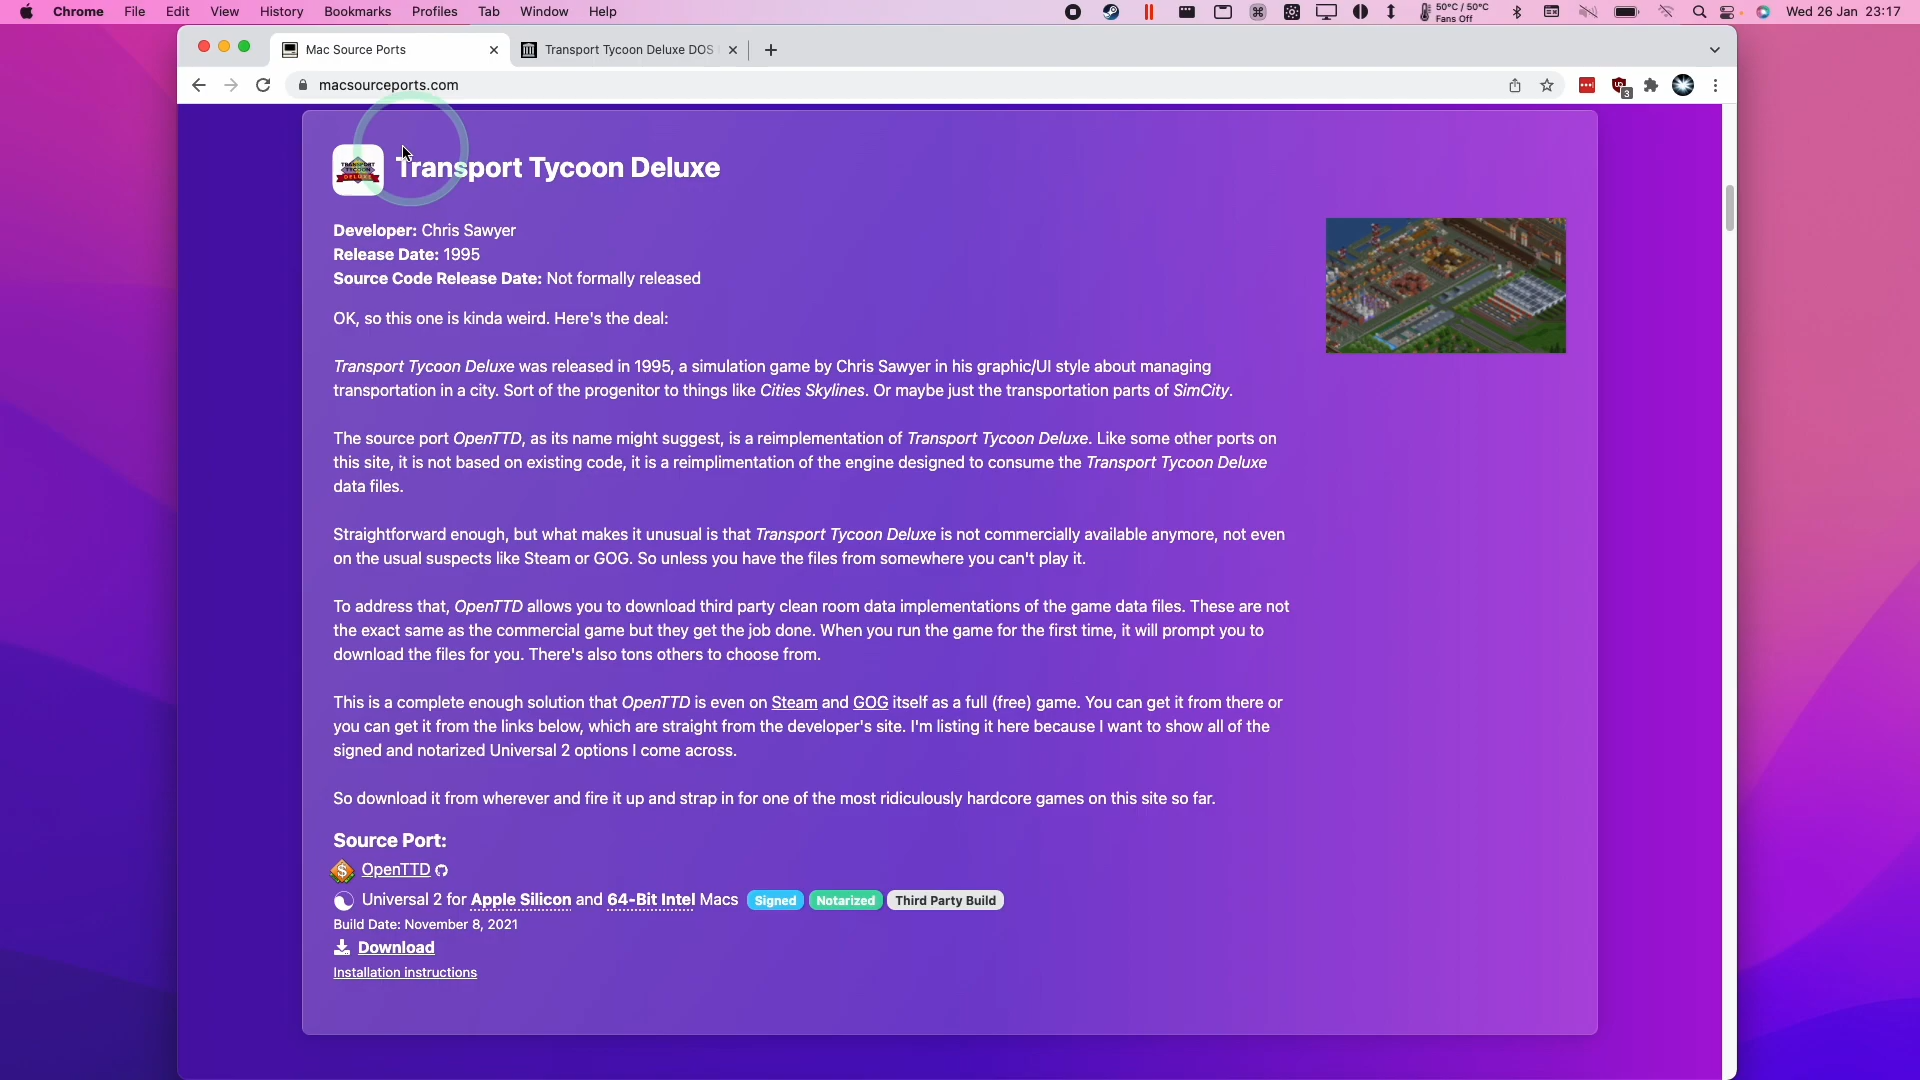 Chrome File Edit View History Bookmarks Profiles Tab Window Help 50°C / 50°C Fans Off Wed 26 Jan 23:17
Mac Source Ports Transport Tycoon Deluxe DOS
macsourceports.com 3
TRANSPORT TYCOON DELUXE
Transport Tycoon Deluxe
Developer: Chris Sawyer
Release Date: 1995
Source Code Release Date: Not formally released
OK, so this one is kinda weird. Here's the deal:
Transport Tycoon Deluxe was released in 1995, a simulation game by Chris Sawyer in his graphic/UI style about managing
transportation in a city. Sort of the progenitor to things like Cities Skylines. Or maybe just the transportation parts of SimCity.
The source port OpenTTD, as its name might suggest, is a reimplementation of Transport Tycoon Deluxe. Like some other ports on
this site, it is not based on existing code, it is a reimplimentation of the engine designed to consume the Transport Tycoon Deluxe
data files.
Straightforward enough, but what makes it unusual is that Transport Tycoon Deluxe is not commercially available anymore, not even
on the usual suspects like Steam or GOG. So unless you have the files from somewhere you can't play it.
To address that, OpenTTD allows you to download third party clean room data implementations of the game data files. These are not
the exact same as the commercial game but they get the job done. When you run the game for the first time, it will prompt you to
download the files for you. There's also tons others to choose from.
This is a complete enough solution that OpenTTD is even on Steam and GOG itself as a full (free) game. You can get it from there or
you can get it from the links below, which are straight from the developer's site. I'm listing it here because I want to show all of the
signed and notarized Universal 2 options I come across.
So download it from wherever and fire it up and strap in for one of the most ridiculously hardcore games on this site so far.
Source Port:
OpenTTD
Universal 2 for Apple Silicon and 64-Bit Intel Macs Signed Notarized Third Party Build
Build Date: November 8, 2021
Download
Installation instructions